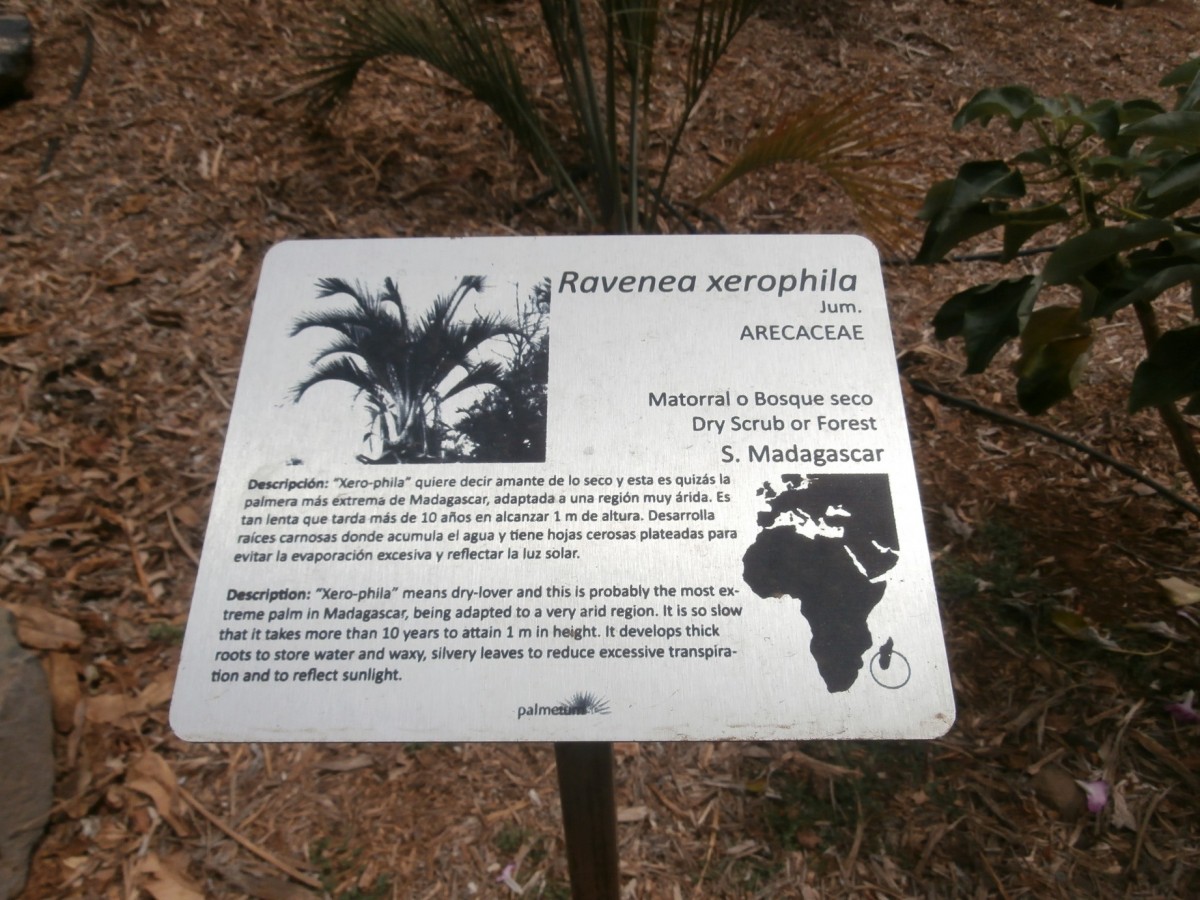 Ravenea xerophila
Jum.
ARECACEAE
Matorral o Bosque seco
Dry Scrub or Forest
S. Madagascar
Descripción: “Xero-phila” quiere decir amante de lo seco y esta es quizás la
palmera más extrema de Madagascar, adaptada a una región muy árida. Es
tan lenta que tarda más de 10 años en alcanzar 1 m de altura. Desarrolla
raíces carnosas donde acumula el agua y tiene hojas cerosas plateadas para
evitar la evaporación excesiva y reflectar la luz solar.
Description: “Xero-phila” means dry-lover and this is probably the most ex-
treme palm in Madagascar, being adapted to a very arid region. It is so slow
that it takes more than 10 years to attain 1 m in height. It develops thick
roots to store water and waxy, silvery leaves to reduce excessive transpira-
tion and to reflect sunlight.
palmetum